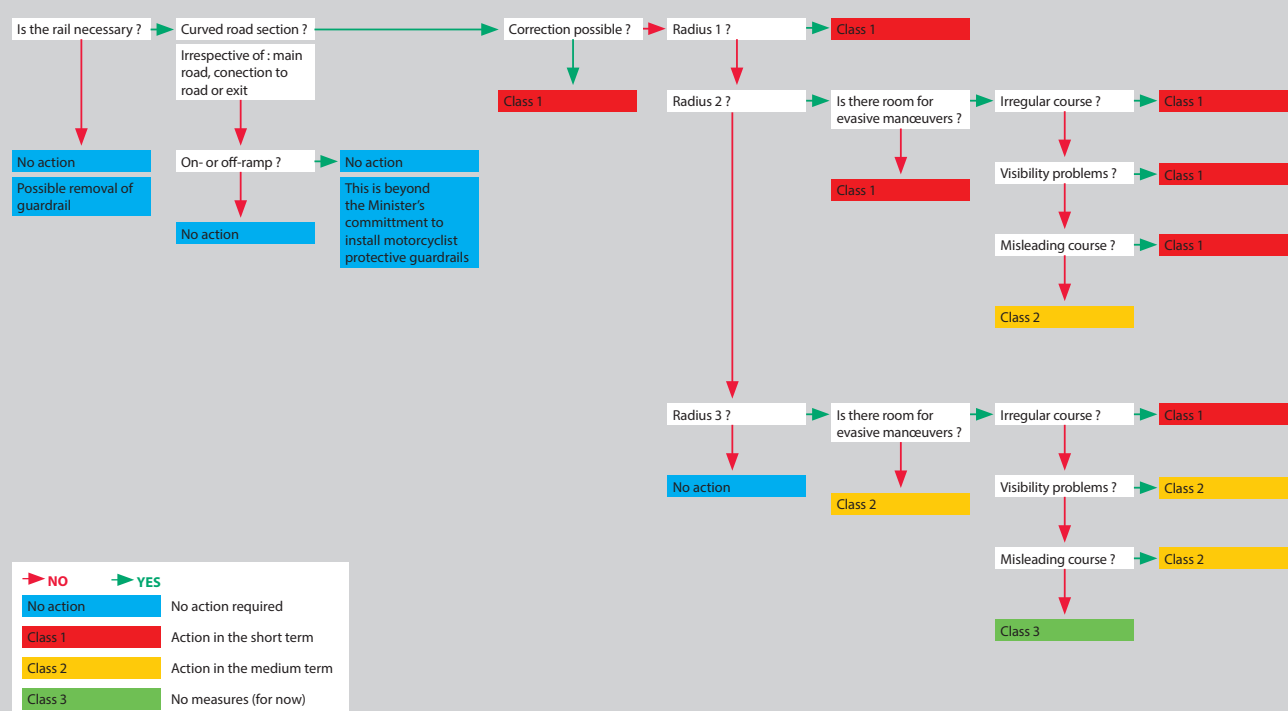 Is the rail necessary ?
Curved road section ?
Irrespective of : main
road, conection to
road or exit
Correction possible ?
Radius 1 ?
Class 1
Class 1
Radius 2 ?
Is there room for
evasive manœuvers ?
Irregular course ?
Class 1
No action
Possible removal of
guardrail
On- or off-ramp ?
No action
This is beyond
the Minister's
committment to
install motorcyclist
protective guardrails
No action
Class 1
Visibility problems ?
Class 1
Misleading course ?
Class 1
Class 2
Radius 3 ?
Is there room for
evasive manœuvers ?
Irregular course ?
Class 1
No action
Class 2
Visibility problems ?
Class 2
Misleading course ?
Class 2
Class 3
NO
YES
No action
No action required
Class 1
Action in the short term
Class 2
Action in the medium term
Class 3
No measures (for now)